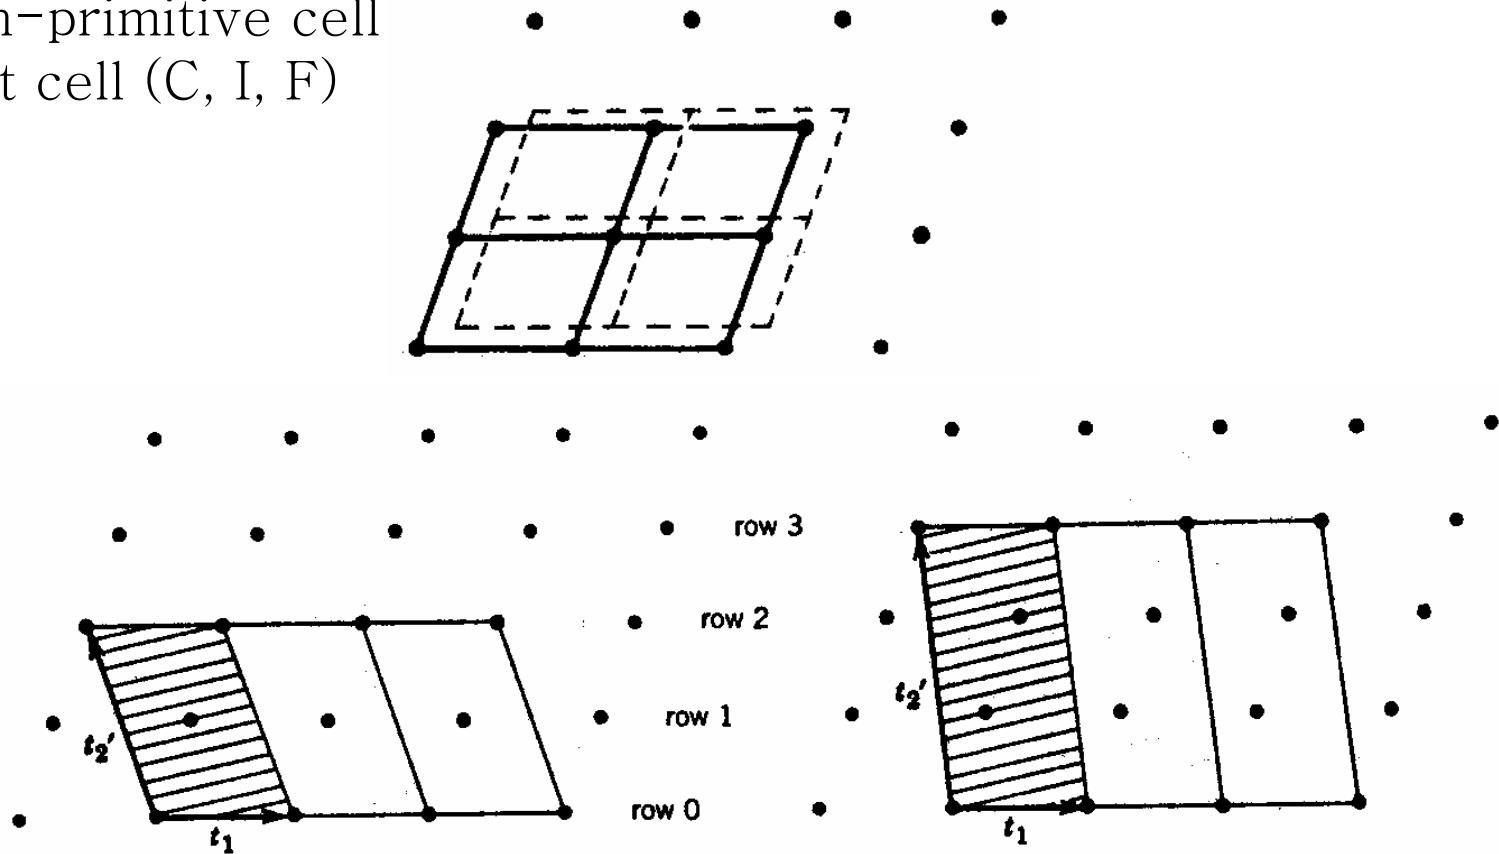 n-primitive cell
t cell (C, I, F)
row 3
row 2
row 1
row 0
t₂'
t₁
t₂'
t₁